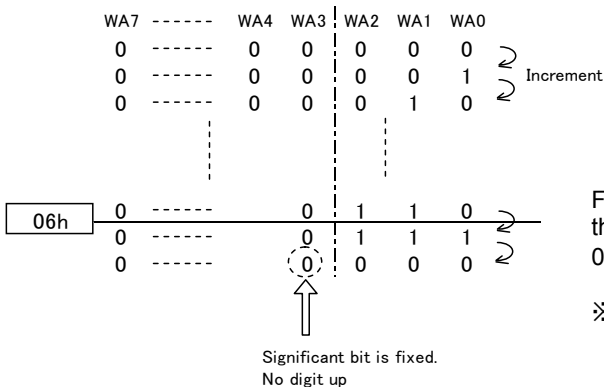 WA7 ------ WA4 WA3 WA2 WA1 WA0
0 ------ 0 0 0 0 0
0 ------ 0 0 0 0 1 Increment
0 ------ 0 0 0 1 0
06h 0 ------ 0 1 1 0
0 ------ 0 1 1 1
0 ------ 0 0 0 0
F
th
0
※
Significant bit is fixed.
No digit up